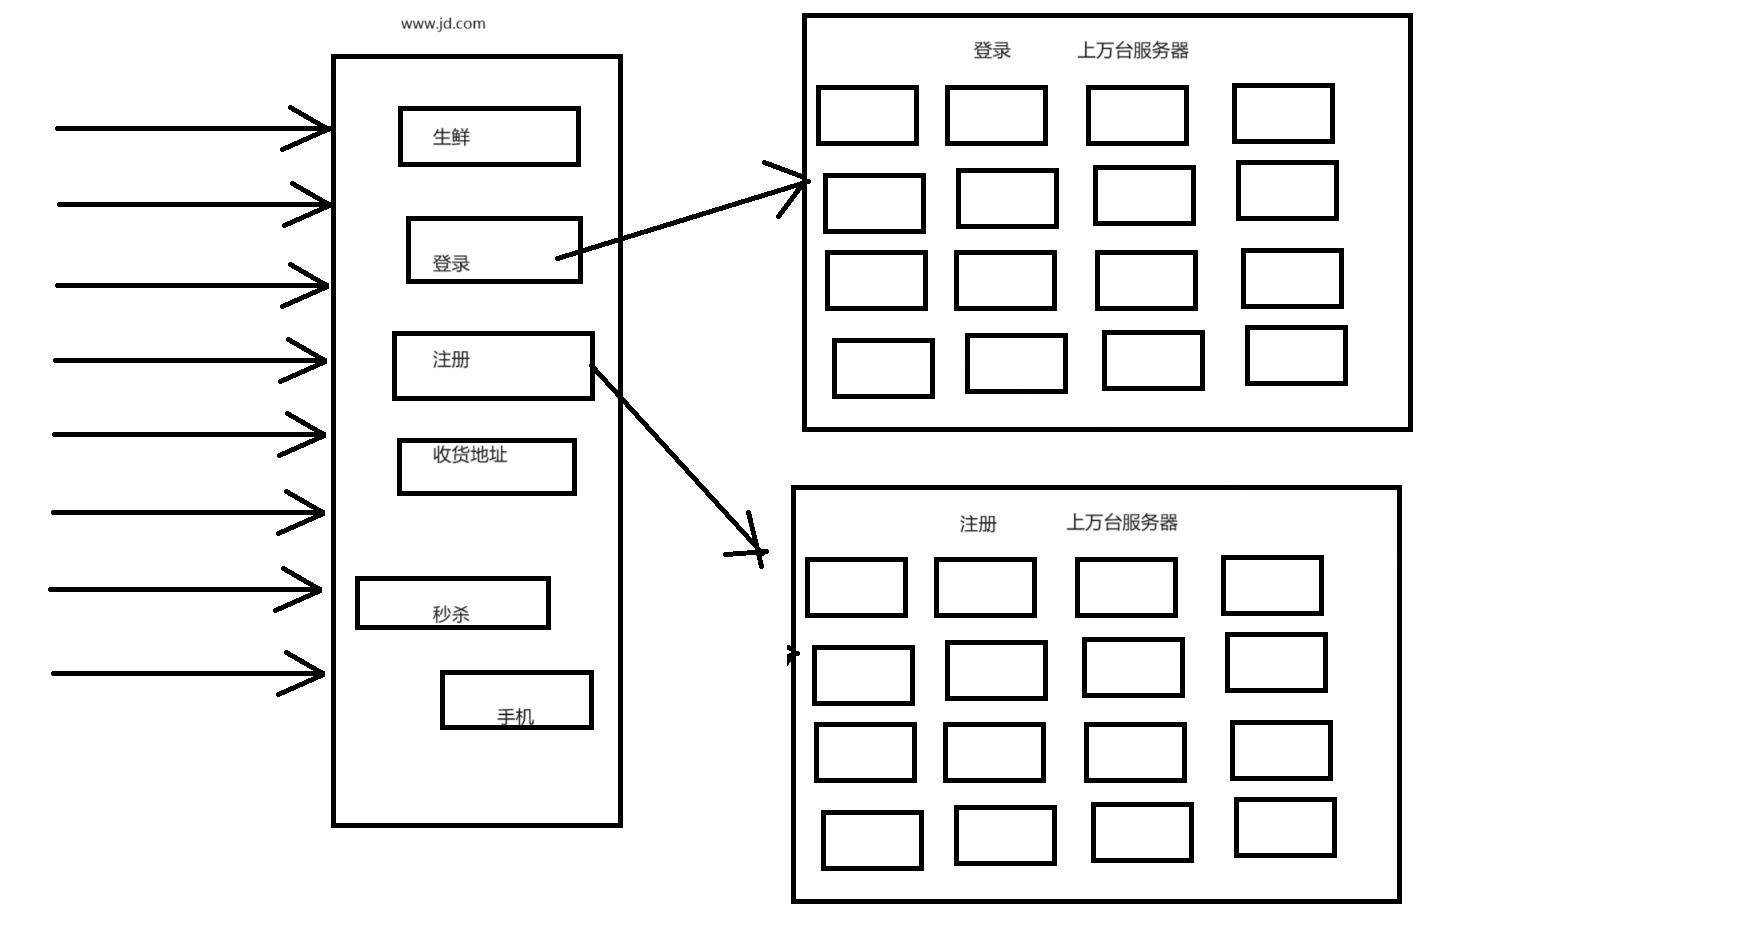 www.jd.com
生鲜
登录
注册
收货地址
秒杀
手机
登录 上万台服务器
注册 上万台服务器